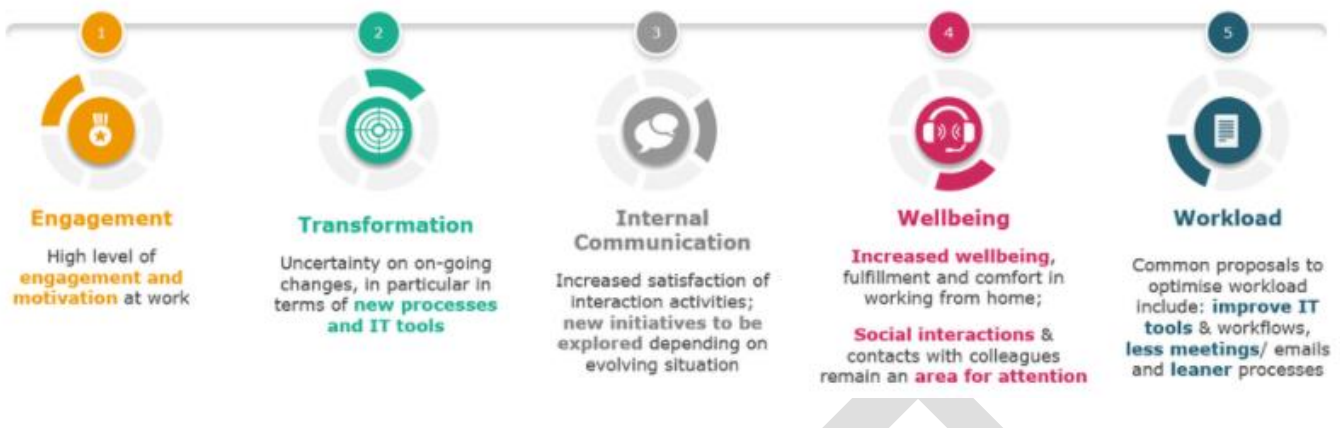 1
Engagement
High level of
engagement and
motivation at work
2
Transformation
Uncertainty on on-going
changes, in particular in
terms of new processes
and IT tools
3
Internal
Communication
Increased satisfaction of
interaction activities;
new initiatives to be
explored depending on
evolving situation
4
Wellbeing
Increased wellbeing,
fulfillment and comfort in
working from home;
Social interactions &
contacts with colleagues
remain an area for attention
5
Workload
Common proposals to
optimise workload
include: improve IT
tools & workflows,
less meetings/ emails
and leaner processes